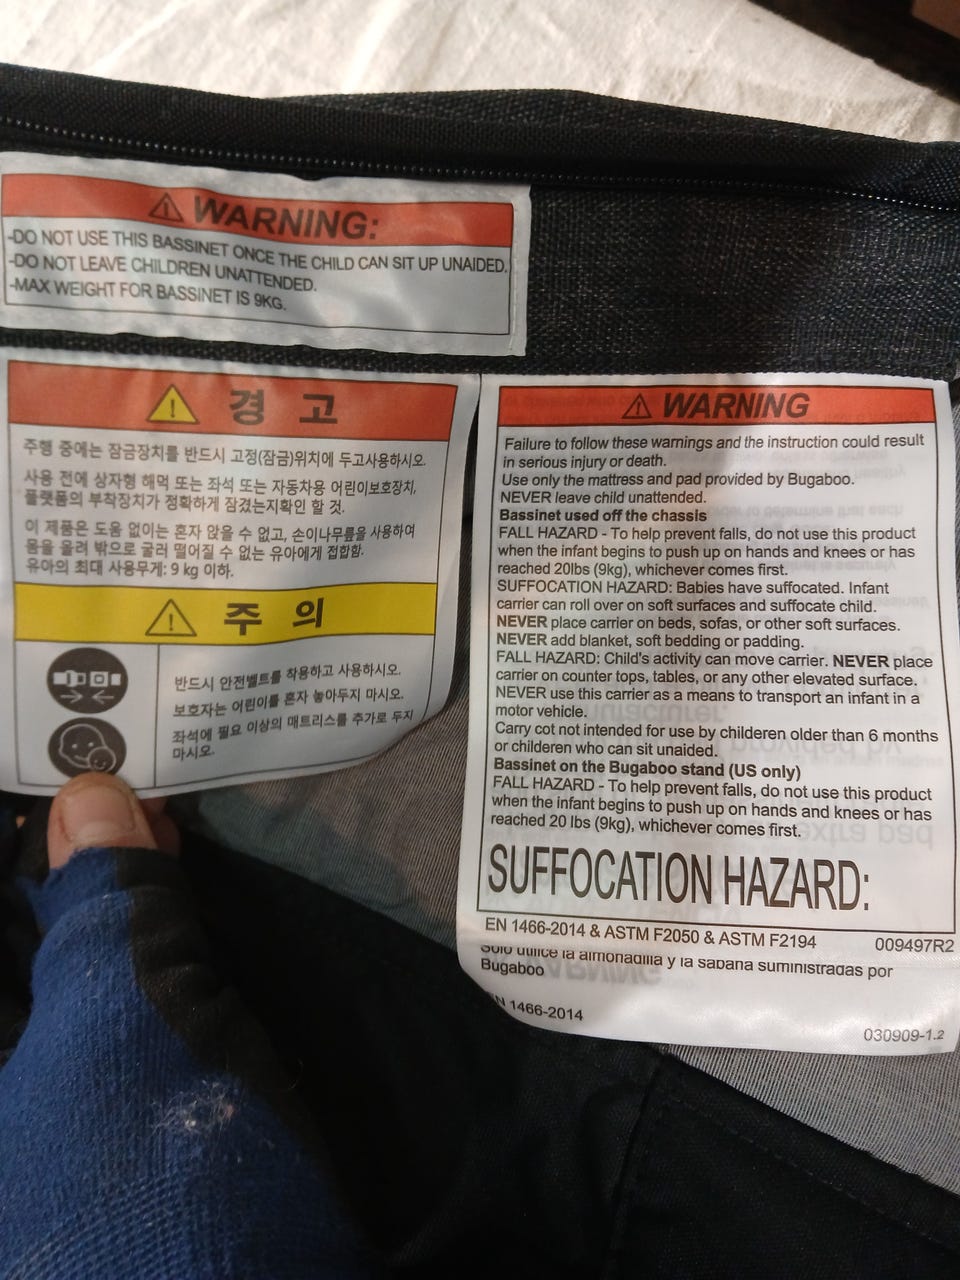 WARNING:
-DO NOT USE THIS BASSINET ONCE THE CHILD CAN SIT UP UNAIDED.
-DO NOT LEAVE CHILDREN UNATTENDED.
-MAX WEIGHT FOR BASSINET IS 9KG.
경 고
주행 중에는 잠금장치를 반드시 고정(잠금)위치에 두고사용하시오.
사용 전에 상자형 해먹 또는 좌석 또는 자동차용 어린이보호장치,
플랫폼의 부착장치가 정확하게 잠겼는지확인 할 것.
이 제품은 도움 없이는 혼자 앉을 수 없고, 손이나무릎을 사용하여
몸을 올려 밖으로 굴러 떨어질 수 없는 유아에게 접합함.
유아의 최대 사용무게: 9 kg 이하.
주 의
반드시 안전벨트를 착용하고 사용하시오.
보호자는 어린이를 혼자 놓아두지 마시오.
좌석에 필요 이상의 매트리스를 추가로 두지
마시오.
WARNING
Failure to follow these warnings and the instruction could result
in serious injury or death.
Use only the mattress and pad provided by Bugaboo.
NEVER leave child unattended.
Bassinet used off the chassis
FALL HAZARD - To help prevent falls, do not use this product
when the infant begins to push up on hands and knees or has
reached 20lbs (9kg), whichever comes first.
SUFFOCATION HAZARD: Babies have suffocated. Infant
carrier can roll over on soft surfaces and suffocate child.
NEVER place carrier on beds, sofas, or other soft surfaces.
NEVER add blanket, soft bedding or padding.
FALL HAZARD: Child's activity can move carrier. NEVER place
carrier on counter tops, tables, or any other elevated surface.
NEVER use this carrier as a means to transport an infant in a
motor vehicle.
Carry cot not intended for use by childeren older than 6 months
or childeren who can sit unaided.
Bassinet on the Bugaboo stand (US only)
FALL HAZARD - To help prevent falls, do not use this product
when the infant begins to push up on hands and knees or has
reached 20 lbs (9kg), whichever comes first.
SUFFOCATION HAZARD:
EN 1466-2014 & ASTM F2050 & ASTM F2194 009497R2
Solo utilice la almohadilla y la sabana suministradas por
Bugaboo
EN 1466-2014
030909-1.2